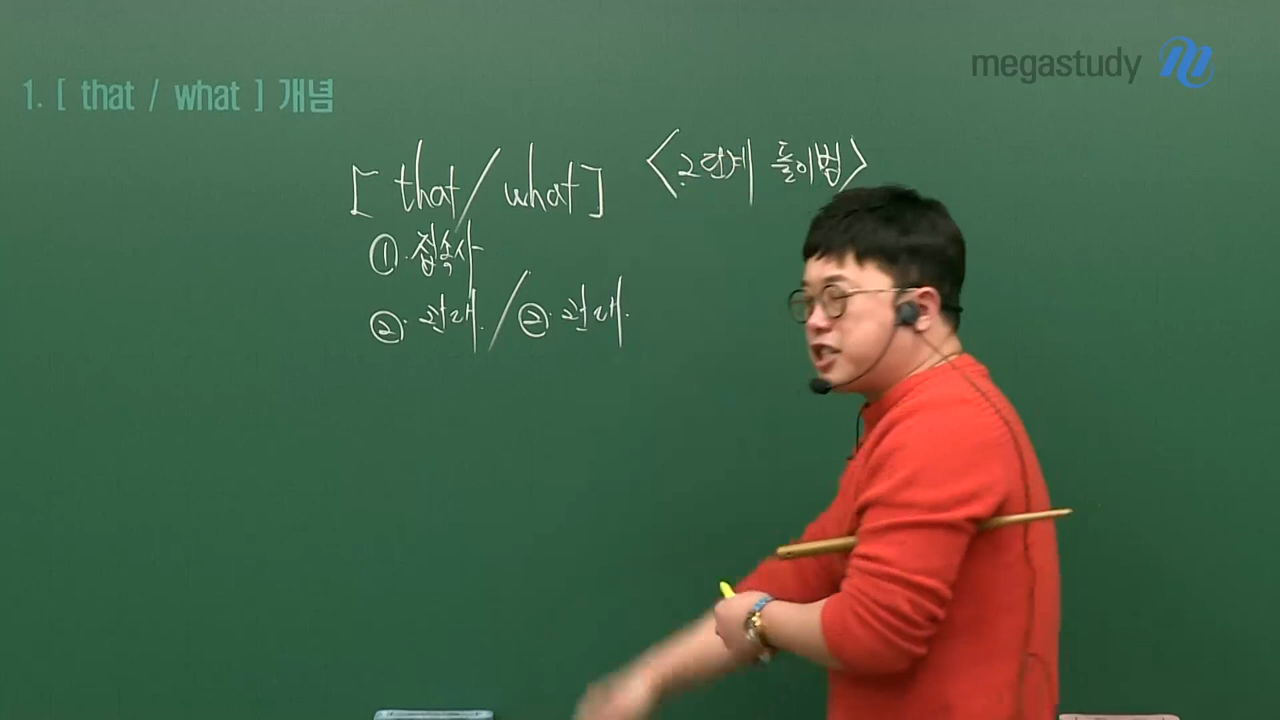 megastudy
1. [ that / what ] 개념
[ that / what ] <2단계 풀이법>
① 접속사
② 관대. / ② 관대.